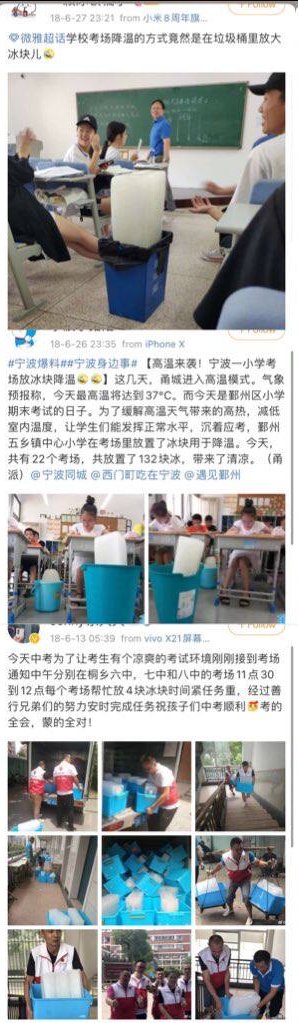 18-6-27 23:21 from 小米8周年旗...
Follow
@微雅超话学校考场降温的方式竟然是在垃圾桶里放大
冰块儿
18-6-26 23:35 from iPhone X
Follow
#宁波爆料##宁波身边事# 【高温来袭！宁波一小学考
场放冰块降温】这几天，甬城进入高温模式。气象
预报称，今天最高温将达到 37°C。而今天是鄞州区小学
期末考试的日子。为了缓解高温天气带来的高热，减低
室内温度，让学生们能发挥正常水平，沉着应考，鄞州
五乡镇中心小学在考场里放置了冰块用于降温。今天，
共有22个考场，共放置了132块冰，带来了清凉。（甬
派）@宁波同城 @西门町吃在宁波 @遇见鄞州
18-6-13 05:39 from vivo X21屏幕...
Follow
今天中考为了让考生有个凉爽的考试环境刚刚接到考场
通知中午分别在桐乡六中，七中和八中的考场11点30
到12点每个考场帮忙放4块冰块时间紧任务重，经过善
行兄弟们的努力安时完成任务祝孩子们中考顺利考的
全会，蒙的全对！